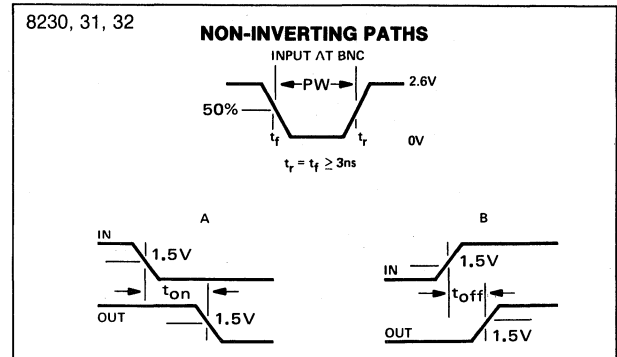 8230, 31, 32
NON-INVERTING PATHS
INPUT AT BNC
PW
2.6V
50%
tf
tr
0V
tr = tf ≥ 3ns
A
B
IN
1.5V
ton
OUT
1.5V
IN
1.5V
toff
OUT
1.5V